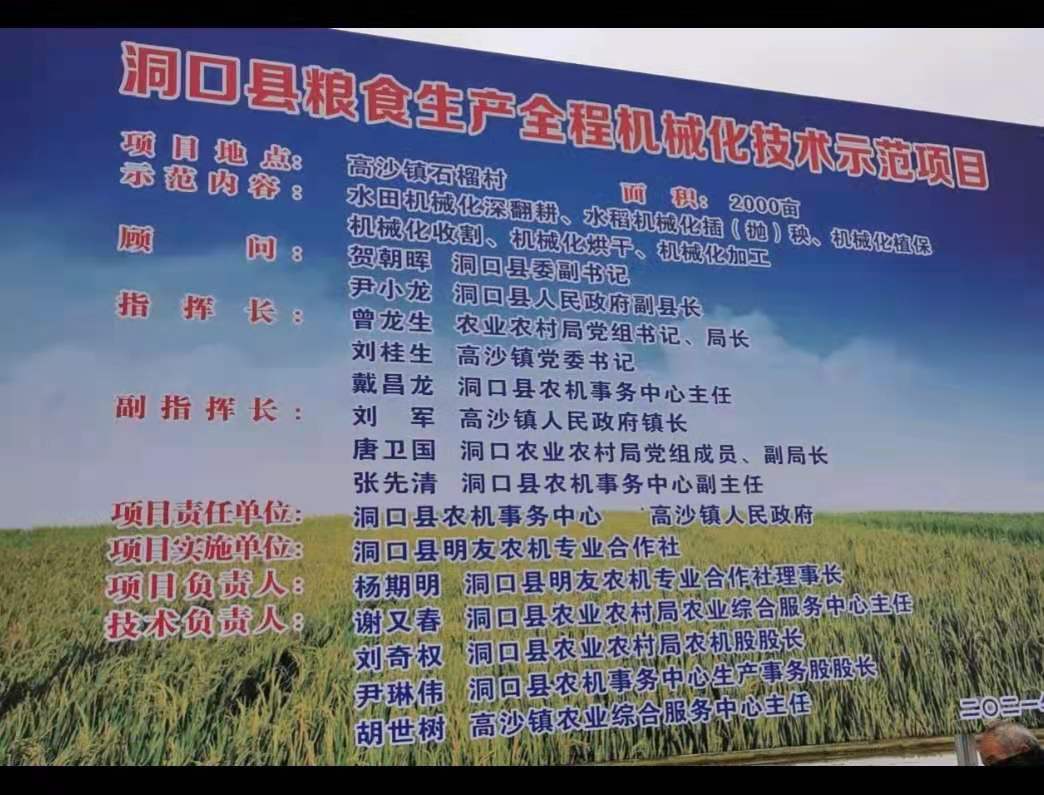 洞口县粮食生产全程机械化技术示范项目
项目地点: 高沙镇石榴村 面积: 2000亩
示范内容: 水田机械化深翻耕、水稻机械化插（抛）秧、机械化植保
机械化收割、机械化烘干、机械化加工
顾问: 贺朝晖 洞口县委副书记
尹小龙 洞口县人民政府副县长
指挥长: 曾龙生 农业农村局党组书记、局长
刘桂生 高沙镇党委书记
戴昌龙 洞口县农机事务中心主任
副指挥长: 刘军 高沙镇人民政府镇长
唐卫国 洞口农业农村局党组成员、副局长
张先清 洞口县农机事务中心副主任
项目责任单位: 洞口县农机事务中心 高沙镇人民政府
项目实施单位: 洞口县明友农机专业合作社
项目负责人: 杨期明 洞口县明友农机专业合作社理事长
技术负责人: 谢又春 洞口县农业农村局农业综合服务中心主任
刘奇权 洞口县农业农村局农机股股长
尹琳伟 洞口县农机事务中心生产事务股股长
胡世树 高沙镇农业综合服务中心主任
二〇二一